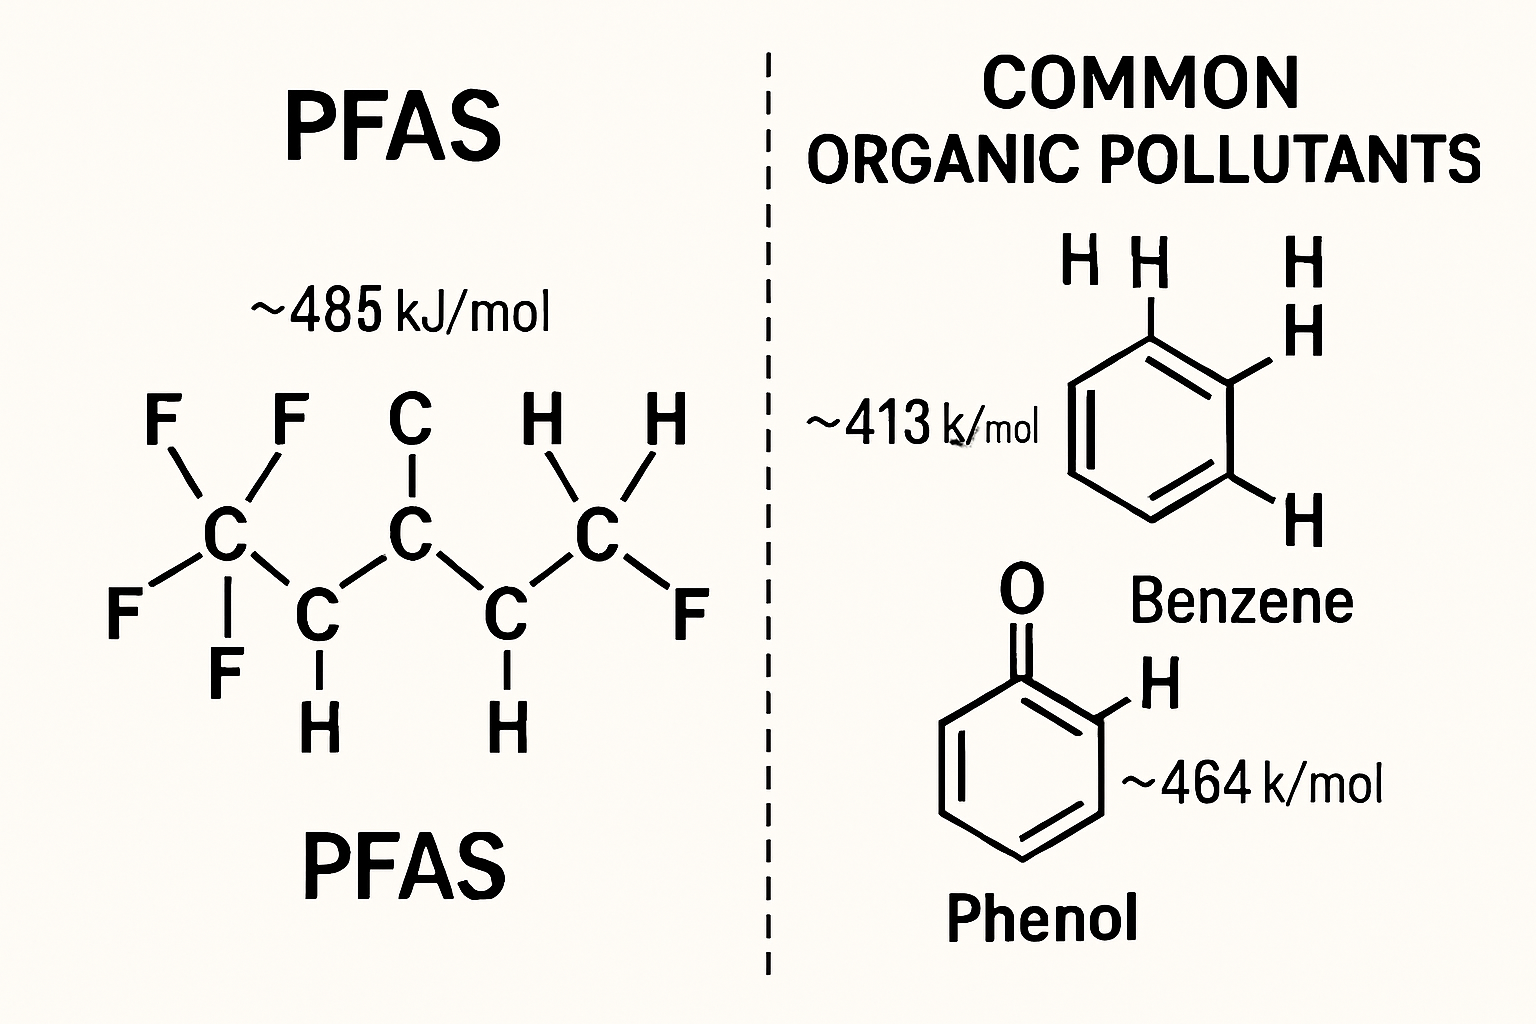 PFAS
~485 kJ/mol
F F C H H
C C C
F C C F
F
H H
PFAS
COMMON
ORGANIC POLLUTANTS
H H H
H
~413 k/mol
H
Benzene
O
H
~464 k/mol
Phenol